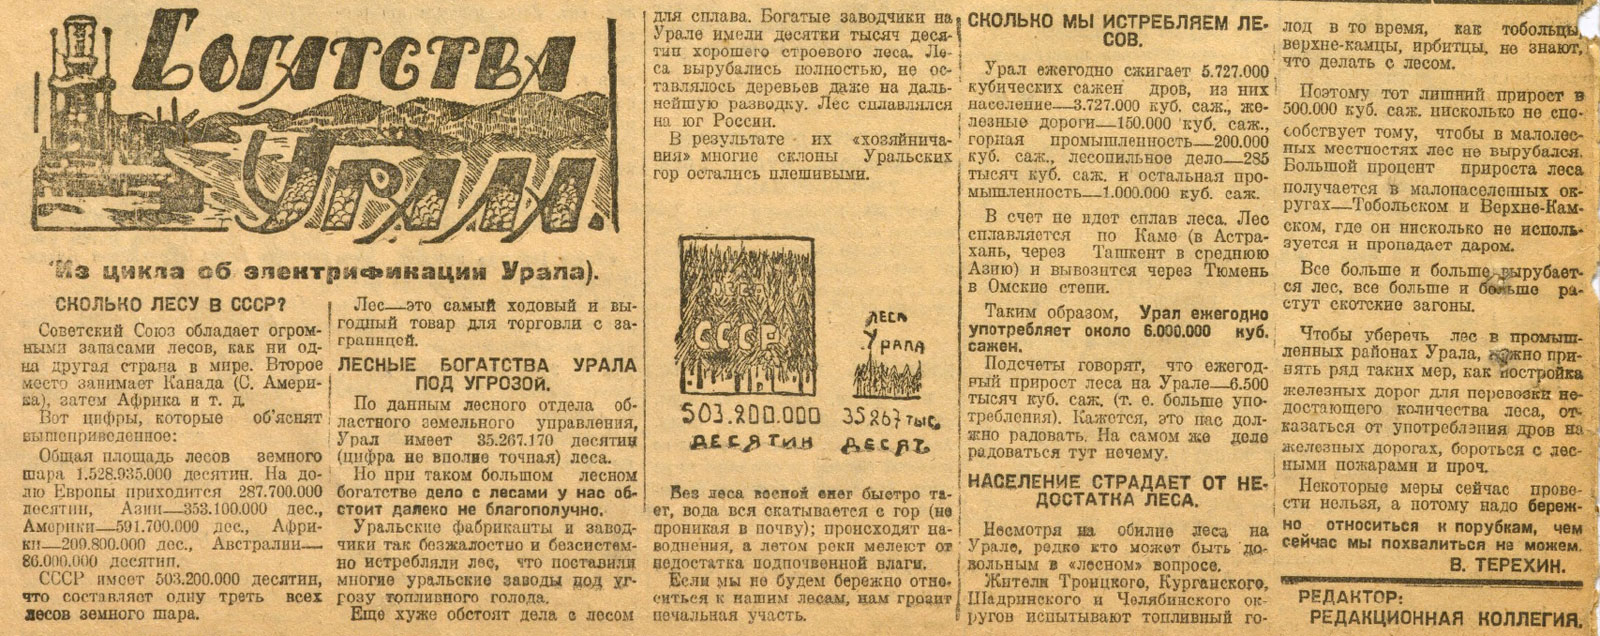 Богатства
Урала.
(Из цикла об электрификации Урала).
СКОЛЬКО ЛЕСУ В СССР?
Советский Союз обладает огром-
ными запасами лесов, как ни од-
на другая страна в мире. Второе
место занимает Канада (С. Амери-
ка), затем Африка и т. д.
Вот цифры, которые об'яснят
вышеприведенное:
Общая площадь лесов земного
шара 1.528.935.000 десятин. На до-
лю Европы приходится 287.700.000
десятин, Азии—353.100.000 дес.,
Америки—591.700.000 дес., Афри-
ки—209.800.000 дес., Австралии—
86.000.000 десятин.
СССР имеет 503.200.000 десятин,
что составляет одну треть всех
лесов земного шара.
Лес—это самый ходовый и вы-
годный товар для торговли с за-
границей.
ЛЕСНЫЕ БОГАТСТВА УРАЛА
ПОД УГРОЗОЙ.
По данным лесного отдела об-
ластного земельного управления,
Урал имеет 35.267.170 десятин
(цифра не вполне точная) леса.
Но при таком большом лесном
богатстве дело с лесами у нас об-
стоит далеко не благополучно.
Уральские фабриканты и завод-
чики так безжалостно и безсистем-
но истребляли лес, что поставили
многие уральские заводы под уг-
розу топливного голода.
Еще хуже обстоят дела с лесом
для сплава. Богатые заводчики на
Урале имели десятки тысяч деся-
тин хорошего строевого леса. Ле-
са вырубались полностью, не ос-
тавлялось деревьев даже на даль-
нейшую разводку. Лес сплавлялся
на юг России.
В результате их «хозяйнича-
ния» многие склоны Уральских
гор остались плешивыми.
ЛЕСА
СССР
503.200.000
ДЕСЯТИН
ЛЕСА
УРАЛА
35267 тыс.
ДЕСЯТ.
Без леса весной снег быстро та-
ет, вода вся скатывается с гор (не
проникая в почву); происходят на-
воднения, а летом реки мелеют от
недостатка подпочвенной влаги.
Если мы не будем бережно отно-
ситься к нашим лесам, нам грозит
печальная участь.
СКОЛЬКО МЫ ИСТРЕБЛЯЕМ ЛЕ-
СОВ.
Урал ежегодно сжигает 5.727.000
кубических сажен дров, из них
население—3.727.000 куб. саж., же-
лезные дороги—150.000 куб. саж.,
горная промышленность—200.000
куб. саж., лесопильное дело—285
тысяч куб. саж. и остальная про-
мышленность—1.000.000 куб. саж.
В счет не идет сплав леса. Лес
сплавляется по Каме (в Астра-
хань, через Ташкент в среднюю
Азию) и вывозится через Тюмень
в Омские степи.
Таким образом, Урал ежегодно
употребляет около 6.000.000 куб.
сажен.
Подсчеты говорят, что ежегод-
ный прирост леса на Урале—6.500
тысяч куб. саж. (т. е. больше упо-
требления). Кажется, это нас дол-
жно радовать. На самом же деле
радоваться тут нечему.
НАСЕЛЕНИЕ СТРАДАЕТ ОТ НЕ-
ДОСТАТКА ЛЕСА.
Несмотря на обилие леса на
Урале, редко кто может быть до-
вольным в «лесном» вопросе.
Жители Троицкого, Курганского,
Шадринского и Челябинского ок-
ругов испытывают топливный го-
лод в то время, как тобольцы,
верхне-камцы, ирбитцы, не знают,
что делать с лесом.
Поэтому тот лишний прирост в
500.000 куб. саж. нисколько не спо-
собствует тому, чтобы в малолес-
ных местностях лес не вырубался.
Большой процент прироста леса
получается в малонаселенных ок-
ругах—Тобольском и Верхне-Кам-
ском, где он нисколько не исполь-
зуется и пропадает даром.
Все больше и больше вырубает-
ся лес, все больше и больше ра-
стут скотские загоны.
Чтобы уберечь лес в промыш-
ленных районах Урала, нужно при-
нять ряд таких мер, как постройка
железных дорог для перевозки не-
достающего количества леса, от-
казаться от употребления дров на
железных дорогах, бороться с лес-
ными пожарами и проч.
Некоторые меры сейчас прове-
сти нельзя, а потому надо береж-
но относиться к порубкам, чем
сейчас мы похвалиться не можем.
В. ТЕРЕХИН.
РЕДАКТОР:
РЕДАКЦИОННАЯ КОЛЛЕГИЯ.